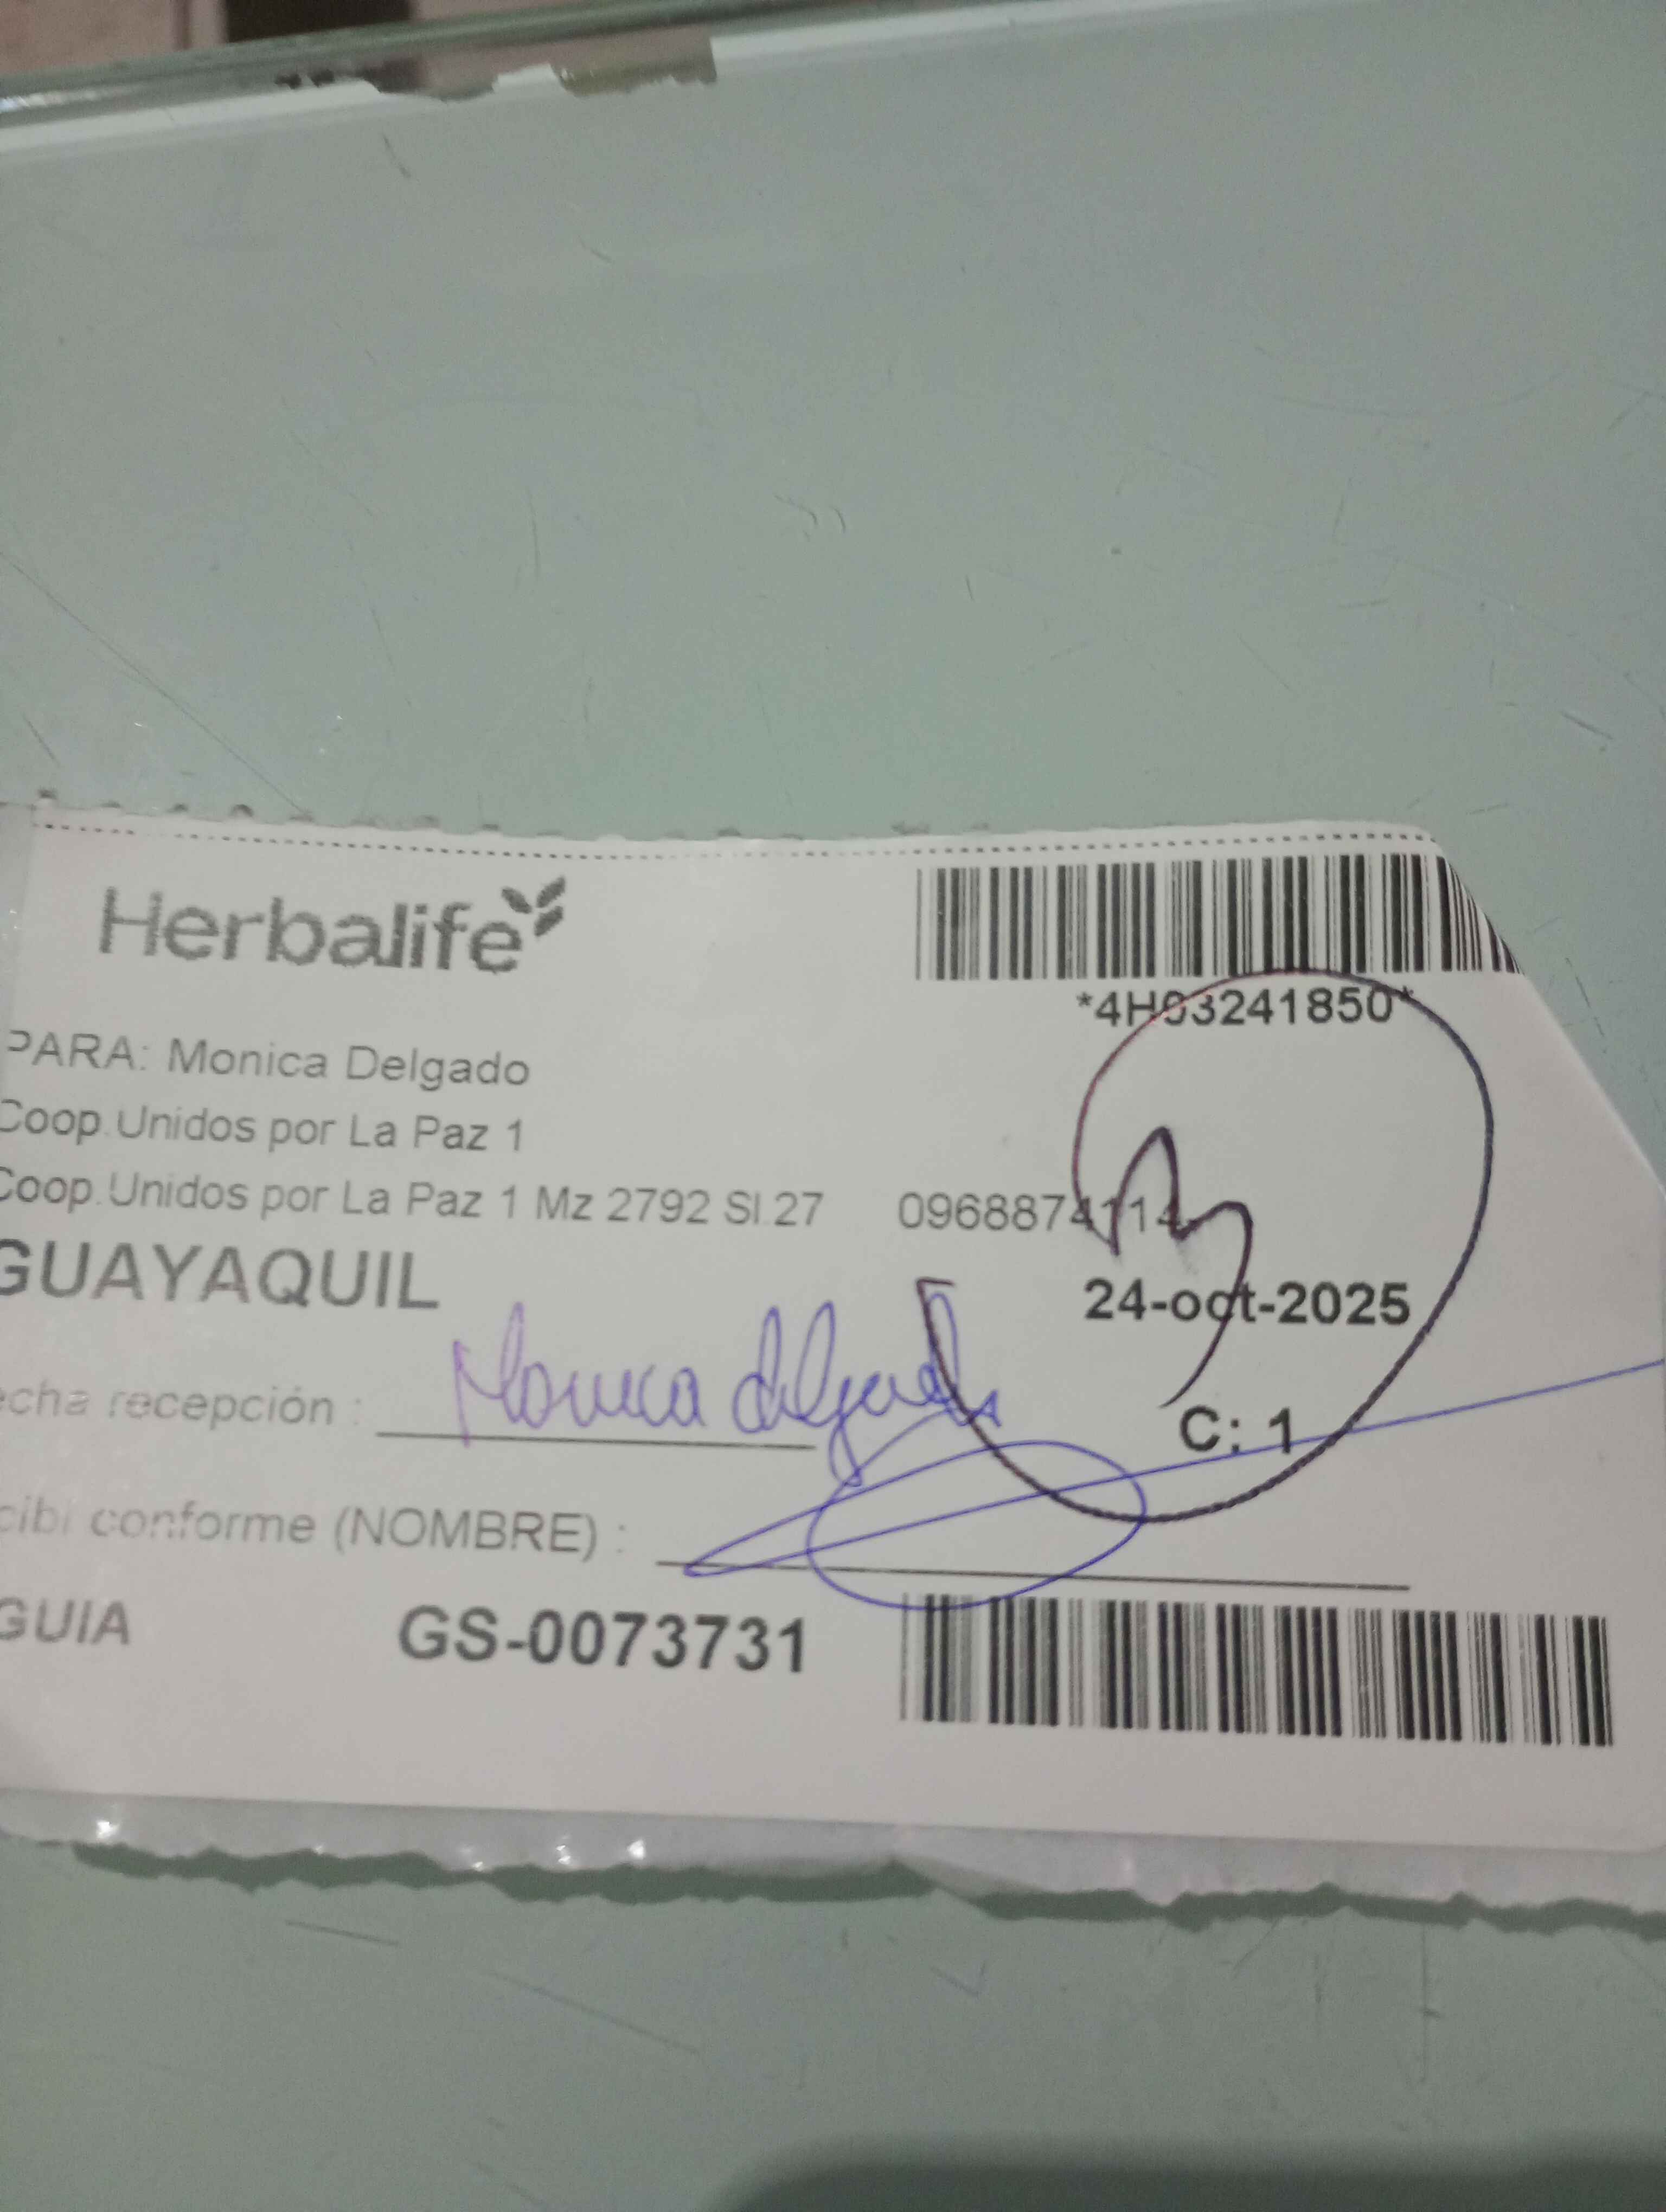 Herbalife
*4H03241850*
PARA: Monica Delgado
Coop.Unidos por La Paz 1
Coop.Unidos por La Paz 1 Mz 2792 Sl.27 0968874114
GUAYAQUIL
24-oct-2025
echa recepción : Monica delgado
C: 1
cibi conforme (NOMBRE) :
GUIA GS-0073731